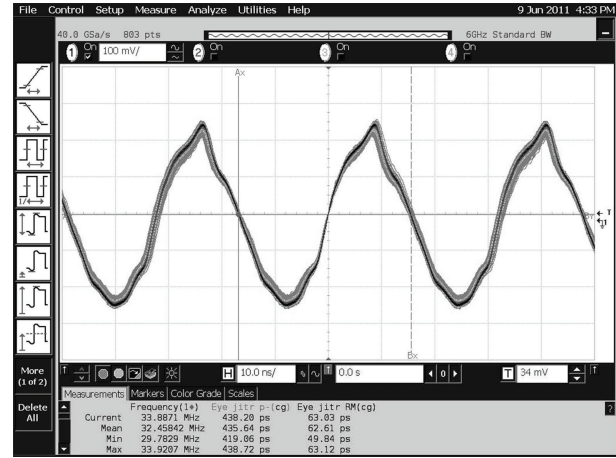 File Control Setup Measure Analyze Utilities Help 9 Jun 2011 4:33 PM
40.0 GSa/s 803 pts 6GHz Standard BW
1 On 100 mV/ 2 On 3 On 4 On
Ax
Bx
More
(1 of 2)
Delete
All
H 10.0 ns/ 0.0 s 0 T 34 mV
Measurements Markers Color Grade Scales
Frequency(1) Eye jitr p-(cg) Eye jitr RM(cg)
Current 33.8871 MHz 438.20 ps 63.03 ps
Mean 32.45842 MHz 435.64 ps 62.61 ps
Min 29.7829 MHz 419.06 ps 49.84 ps
Max 33.9207 MHz 438.72 ps 63.12 ps